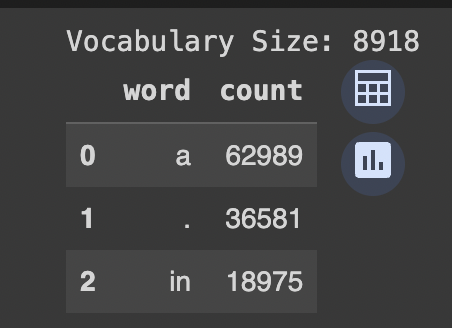 Vocabulary Size: 8918
word count
0 a 62989
1 . 36581
2 in 18975